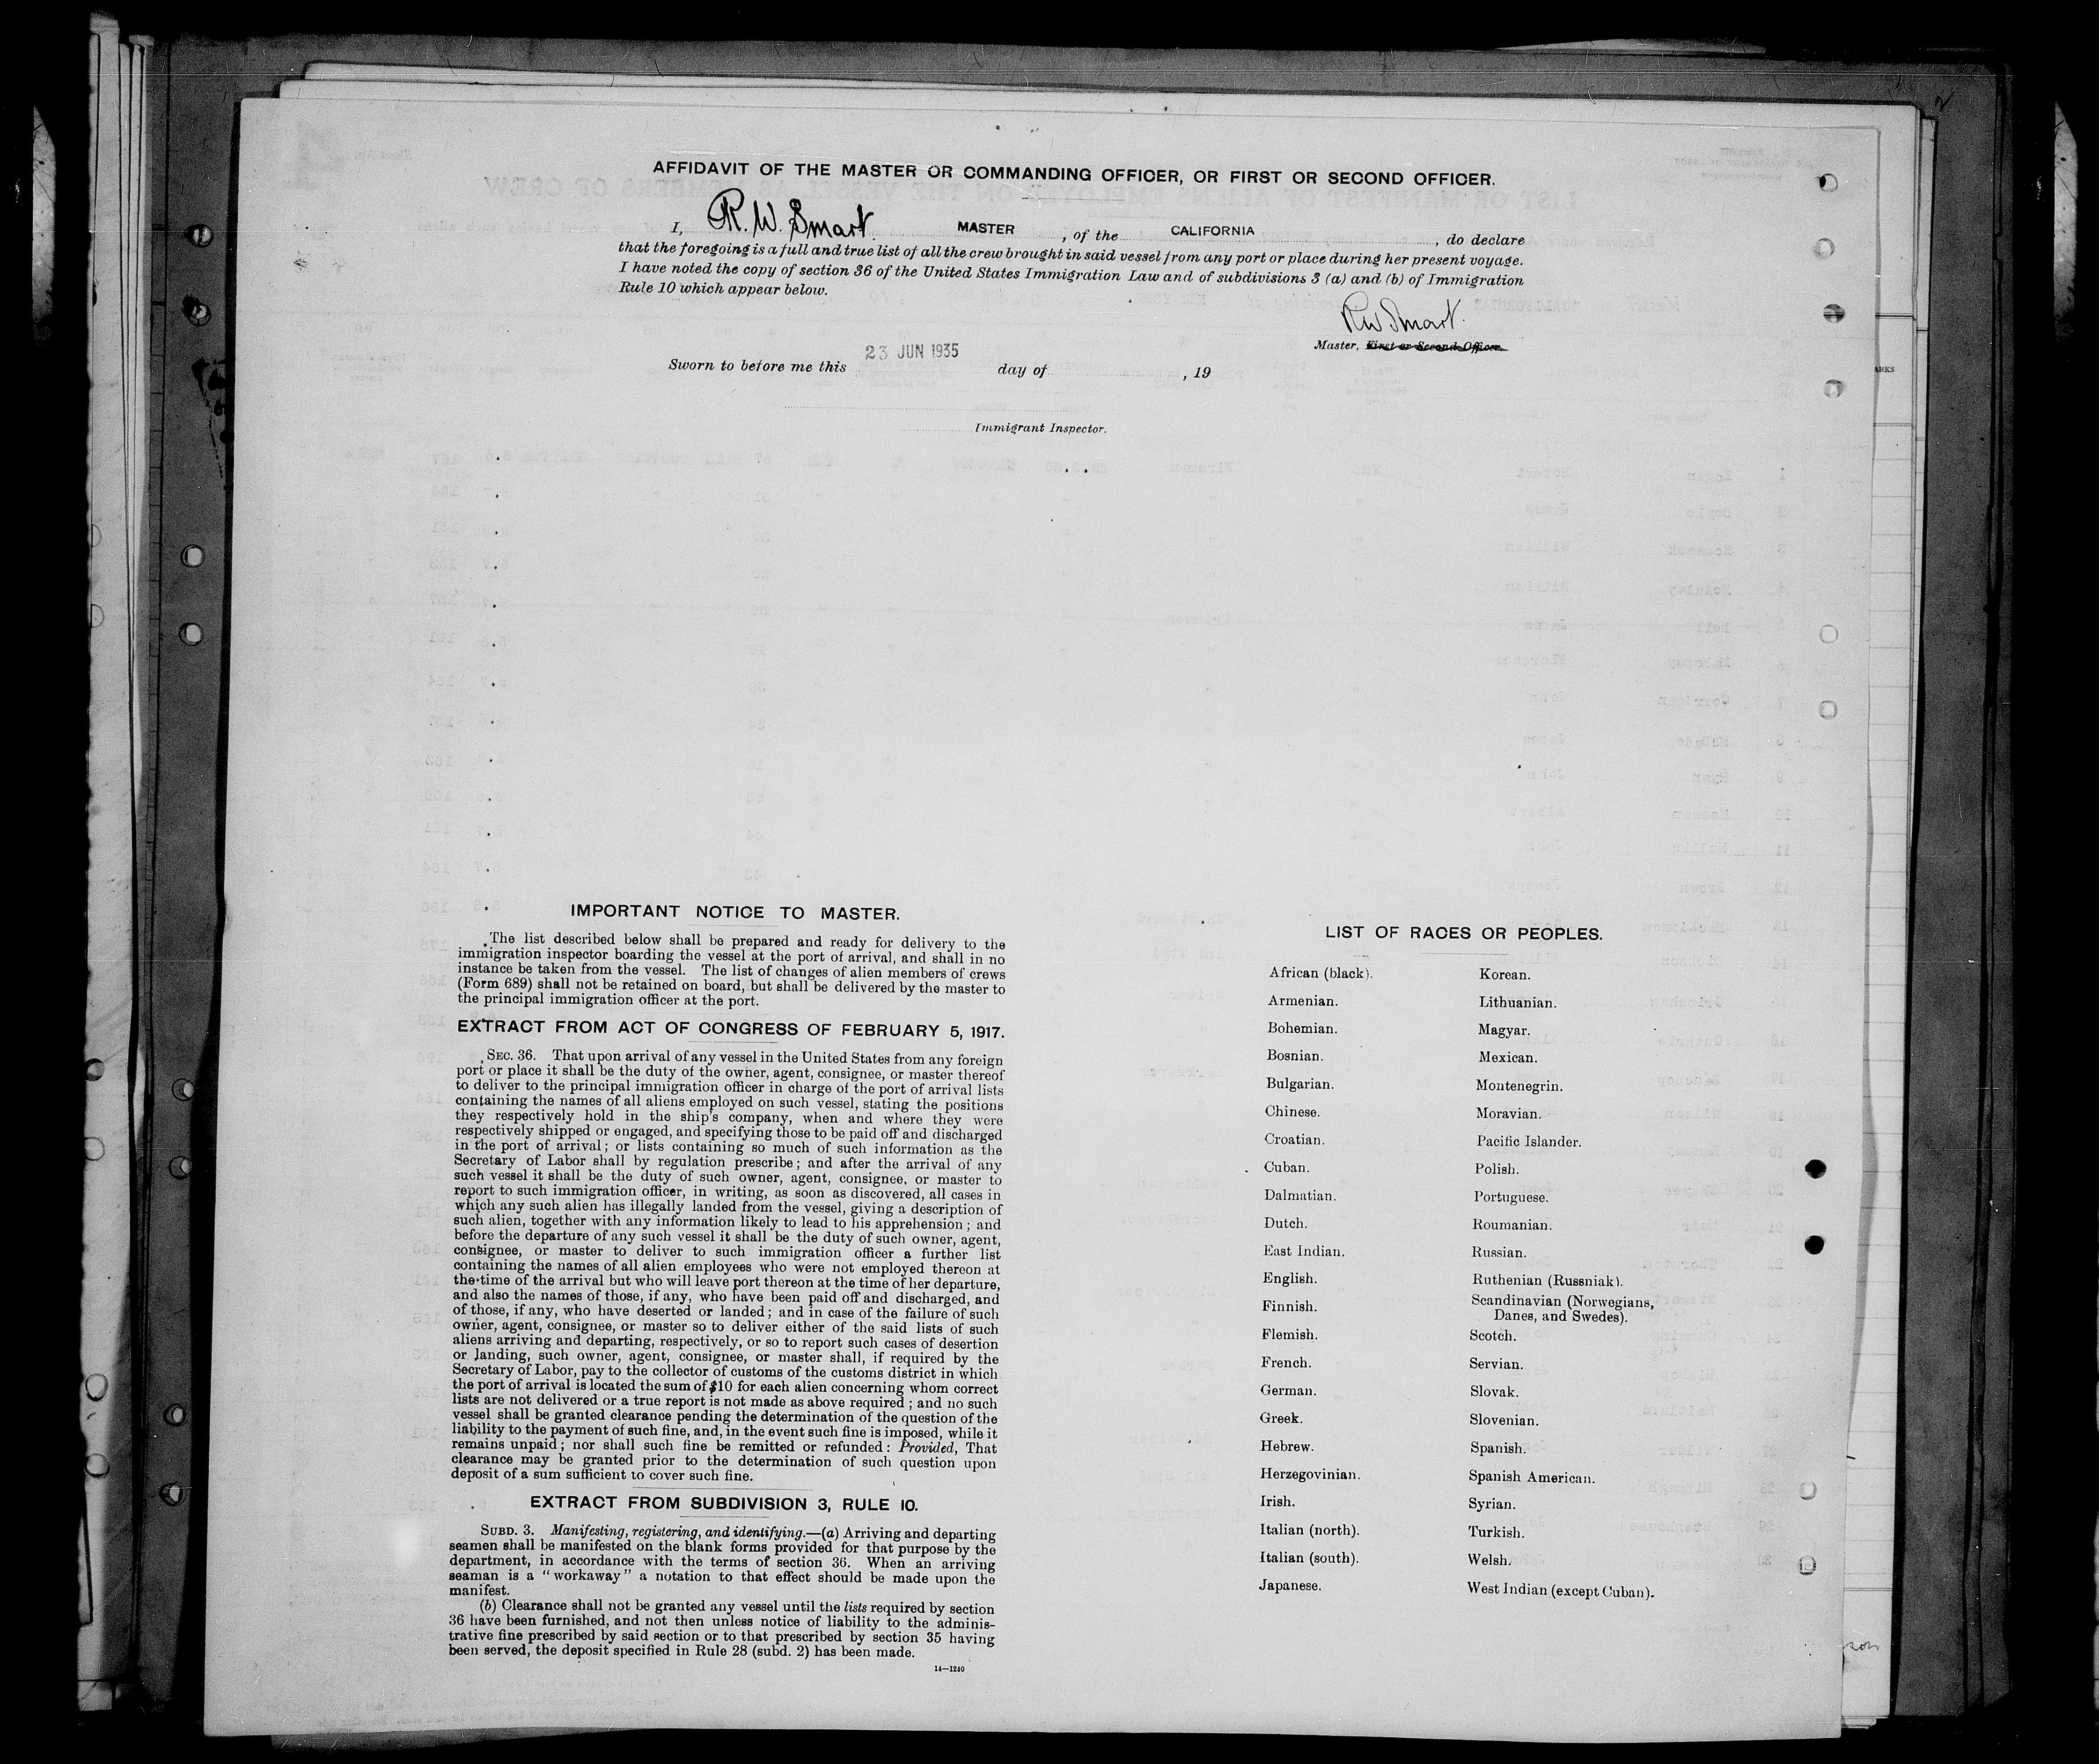 AFFIDAVIT OF THE MASTER OR COMMANDING OFFICER, OR FIRST OR SECOND OFFICER.
I, R. W. Smart. MASTER, of the CALIFORNIA, do declare
that the foregoing is a full and true list of all the crew brought in said vessel from any port or place during her present voyage.
I have noted the copy of section 36 of the United States Immigration Law and of subdivisions 3 (a) and (b) of Immigration
Rule 10 which appear below.
RW Smart.
Master, First or Second Officer.
23 JUN 1935
Sworn to before me this day of , 19
Immigrant Inspector.
IMPORTANT NOTICE TO MASTER.
The list described below shall be prepared and ready for delivery to the
immigration inspector boarding the vessel at the port of arrival, and shall in no
instance be taken from the vessel. The list of changes of alien members of crews
(Form 689) shall not be retained on board, but shall be delivered by the master to
the principal immigration officer at the port.
EXTRACT FROM ACT OF CONGRESS OF FEBRUARY 5, 1917.
SEC. 36. That upon arrival of any vessel in the United States from any foreign
port or place it shall be the duty of the owner, agent, consignee, or master thereof
to deliver to the principal immigration officer in charge of the port of arrival lists
containing the names of all aliens employed on such vessel, stating the positions
they respectively hold in the ship's company, when and where they were
respectively shipped or engaged, and specifying those to be paid off and discharged
in the port of arrival; or lists containing so much of such information as the
Secretary of Labor shall by regulation prescribe; and after the arrival of any
such vessel it shall be the duty of such owner, agent, consignee, or master to
report to such immigration officer, in writing, as soon as discovered, all cases in
which any such alien has illegally landed from the vessel, giving a description of
such alien, together with any information likely to lead to his apprehension; and
before the departure of any such vessel it shall be the duty of such owner, agent,
consignee, or master to deliver to such immigration officer a further list
containing the names of all alien employees who were not employed thereon at
the time of the arrival but who will leave port thereon at the time of her departure,
and also the names of those, if any, who have been paid off and discharged, and
of those, if any, who have deserted or landed; and in case of the failure of such
owner, agent, consignee, or master so to deliver either of the said lists of such
aliens arriving and departing, respectively, or so to report such cases of desertion
or landing, such owner, agent, consignee, or master shall, if required by the
Secretary of Labor, pay to the collector of customs of the customs district in which
the port of arrival is located the sum of $10 for each alien concerning whom correct
lists are not delivered or a true report is not made as above required; and no such
vessel shall be granted clearance pending the determination of the question of the
liability to the payment of such fine, and, in the event such fine is imposed, while it
remains unpaid; nor shall such fine be remitted or refunded: Provided, That
clearance may be granted prior to the determination of such question upon
deposit of a sum sufficient to cover such fine.
EXTRACT FROM SUBDIVISION 3, RULE 10.
SUBD. 3. Manifesting, registering, and identifying.—(a) Arriving and departing
seamen shall be manifested on the blank forms provided for that purpose by the
department, in accordance with the terms of section 36. When an arriving
seaman is a "workaway" a notation to that effect should be made upon the
manifest.
(b) Clearance shall not be granted any vessel until the lists required by section
36 have been furnished, and not then unless notice of liability to the adminis-
trative fine prescribed by said section or to that prescribed by section 35 having
been served, the deposit specified in Rule 28 (subd. 2) has been made.
14—1240
LIST OF RACES OR PEOPLES.
African (black).
Armenian.
Bohemian.
Bosnian.
Bulgarian.
Chinese.
Croatian.
Cuban.
Dalmatian.
Dutch.
East Indian.
English.
Finnish.
Flemish.
French.
German.
Greek.
Hebrew.
Herzegovinian.
Irish.
Italian (north).
Italian (south).
Japanese.
Korean.
Lithuanian.
Magyar.
Mexican.
Montenegrin.
Moravian.
Pacific Islander.
Polish.
Portuguese.
Roumanian.
Russian.
Ruthenian (Russniak).
Scandinavian (Norwegians,
Danes, and Swedes).
Scotch.
Servian.
Slovak.
Slovenian.
Spanish.
Spanish American.
Syrian.
Turkish.
Welsh.
West Indian (except Cuban).